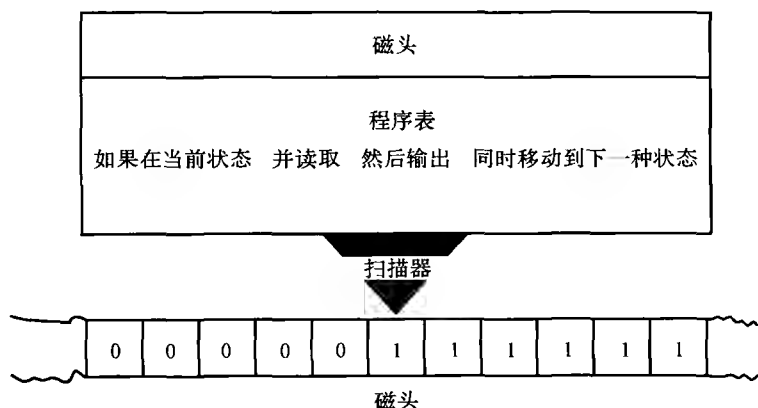 磁头
程序表
如果在当前状态 并读取 然后输出 同时移动到下一种状态
扫描器
0 0 0 0 0 1 1 1 1 1 1
磁头